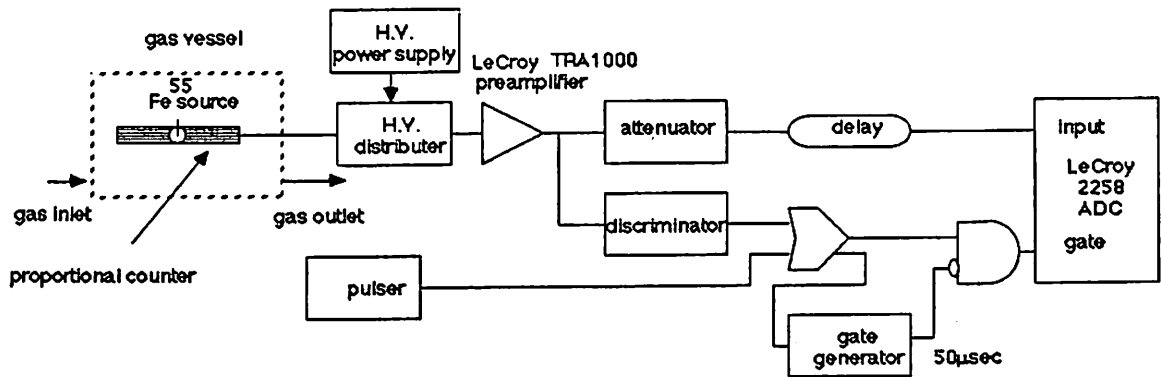 gas vessel
55
Fe source
gas inlet
gas outlet
proportional counter
H.V.
power supply
H.V.
distributer
LeCroy TRA1000
preamplifier
attenuator
delay
discriminator
pulser
gate
generator
50μsec
input
LeCroy
2258
ADC
gate